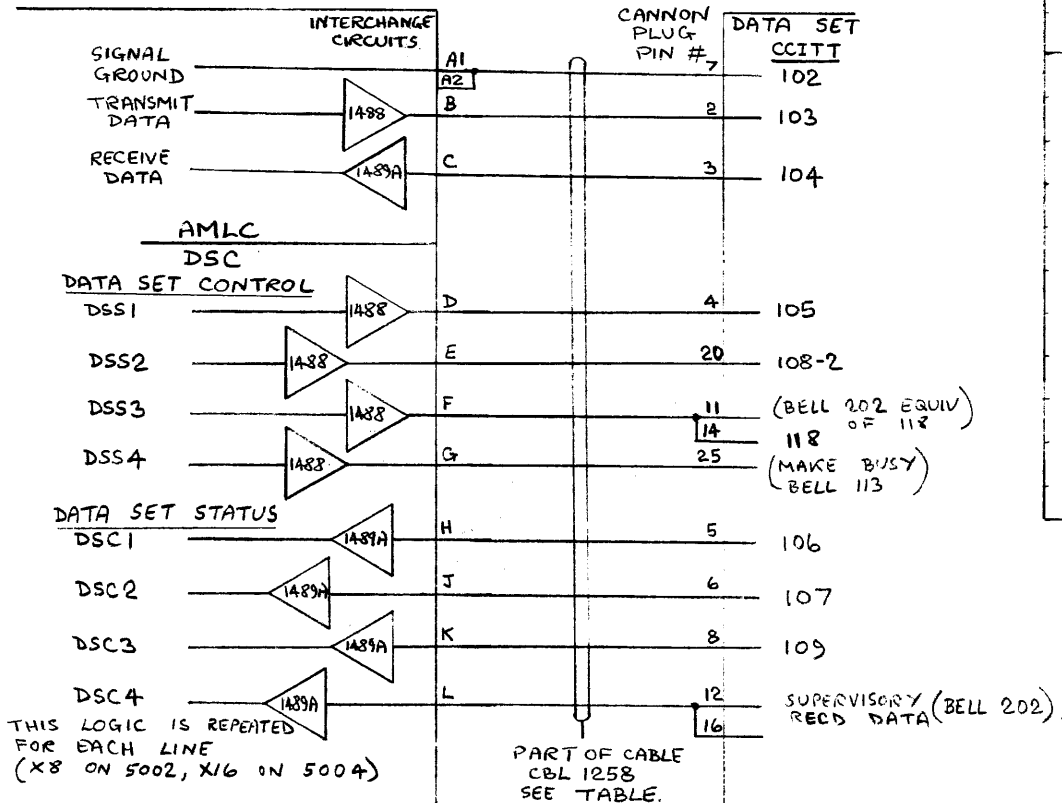 INTERCHANGE
CIRCUITS
CANNON
PLUG
PIN #
DATA SET
CCITT
SIGNAL
GROUND
A1
A2
7
102
TRANSMIT
DATA
1488
B
2
103
RECEIVE
DATA
1489A
C
3
104
AMLC
DSC
DATA SET CONTROL
DSS1
1488
D
4
105
DSS2
1488
E
20
108-2
DSS3
1488
F
11
(BELL 202 EQUIV
OF 118)
14
118
DSS4
1488
G
25
(MAKE BUSY
BELL 113)
DATA SET STATUS
DSC1
1489A
H
5
106
DSC2
1489A
J
6
107
DSC3
1489A
K
8
109
DSC4
1489A
L
12
16
SUPERVISORY
RECD DATA (BELL 202).
THIS LOGIC IS REPEATED
FOR EACH LINE
(X8 ON 5002, X16 ON 5004)
PART OF CABLE
CBL 1258
SEE TABLE.